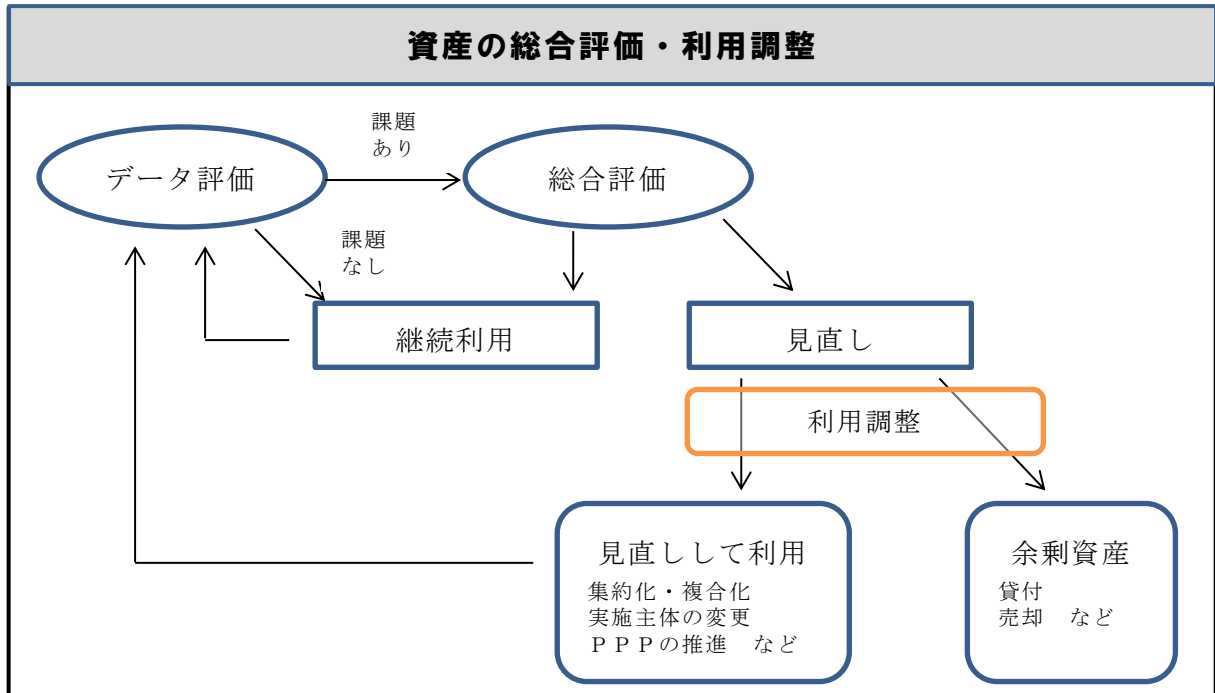 資産の総合評価・利用調整
課題
あり
データ評価
総合評価
課題
なし
継続利用
見直し
利用調整
見直しして利用
集約化・複合化
実施主体の変更
ＰＰＰの推進　など
余剰資産
貸付
売却　など